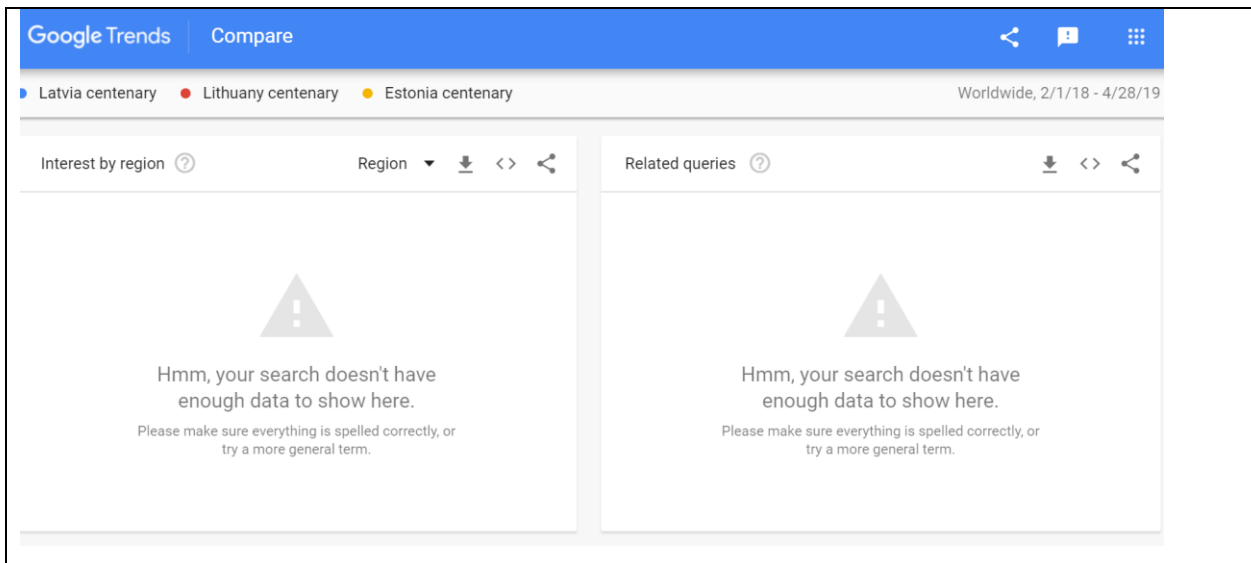 Google Trends Compare
Latvia centenary Lithuany centenary Estonia centenary Worldwide, 2/1/18 - 4/28/19
Interest by region Region Related queries
Hmm, your search doesn't have
enough data to show here.
Please make sure everything is spelled correctly, or
try a more general term.
Hmm, your search doesn't have
enough data to show here.
Please make sure everything is spelled correctly, or
try a more general term.